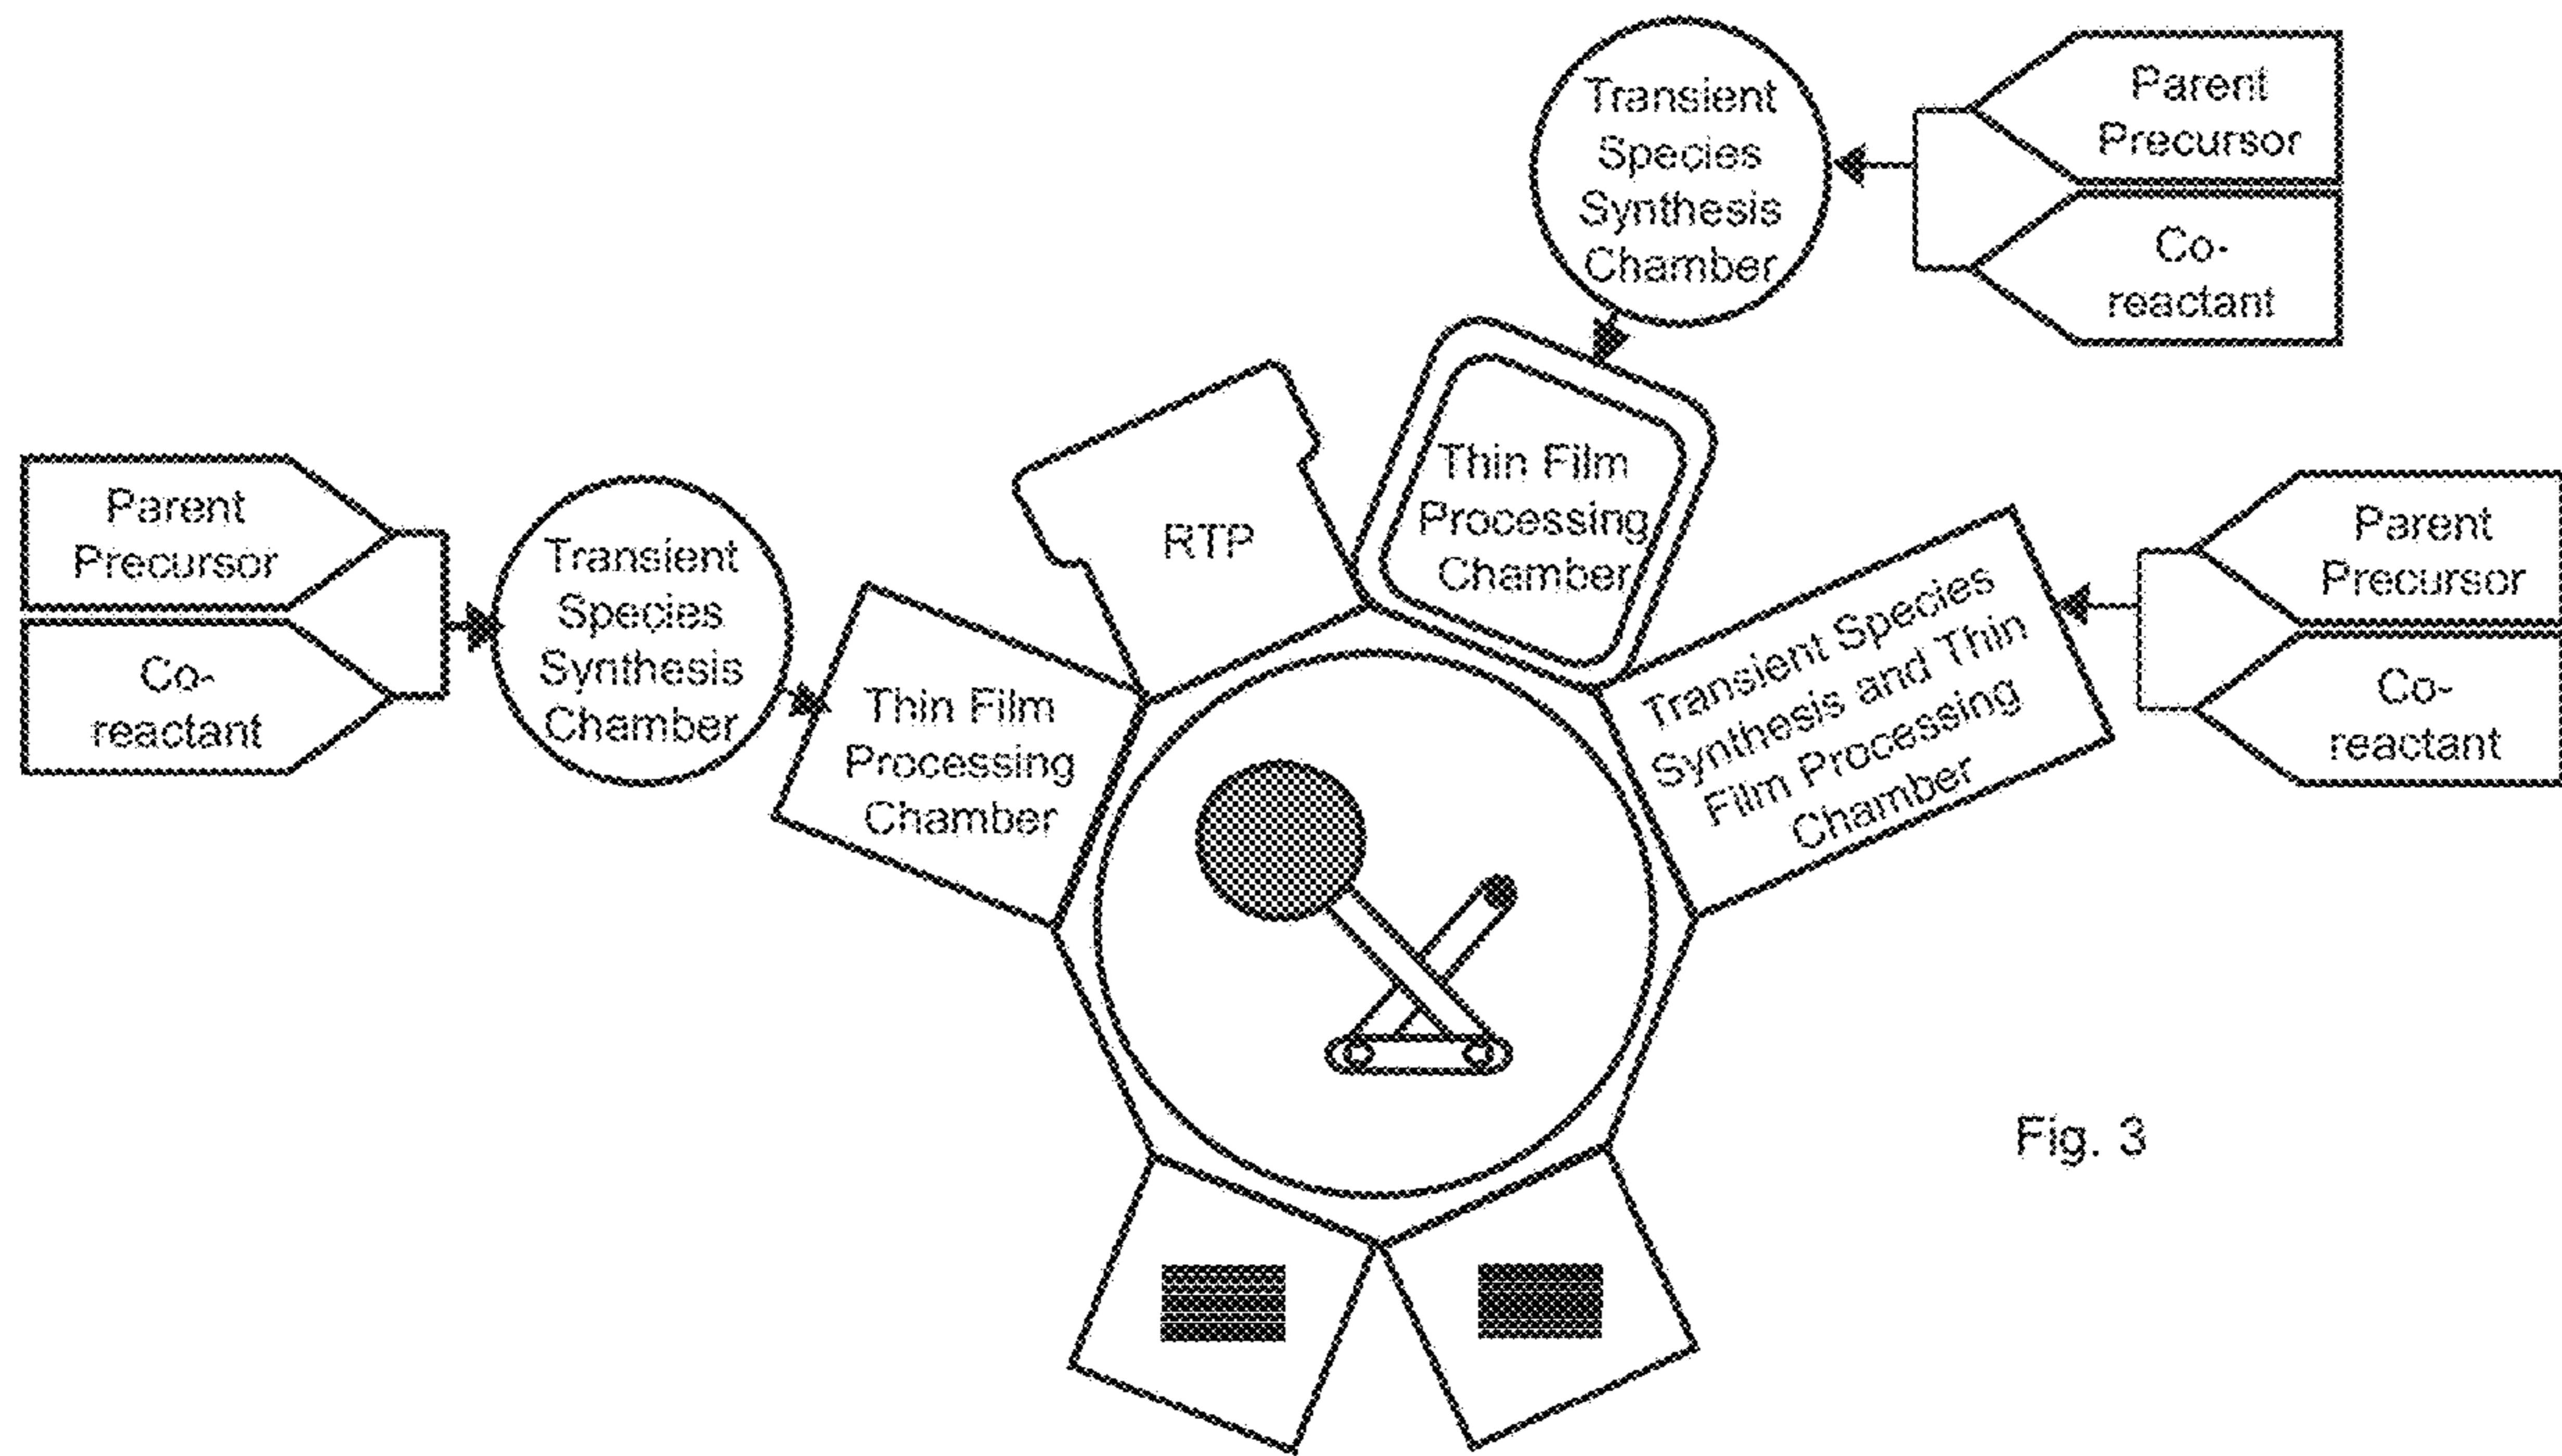 Transient
Species
Synthesis
Chamber
Parent
Precursor
Co-
reactant
Parent
Precursor
Co-
reactant
Transient
Species
Synthesis
Chamber
Thin Film
Processing
Chamber
RTP
Thin Film
Processing
Chamber
Transient Species
Synthesis and Thin
Film Processing
Chamber
Parent
Precursor
Co-
reactant
Fig. 3